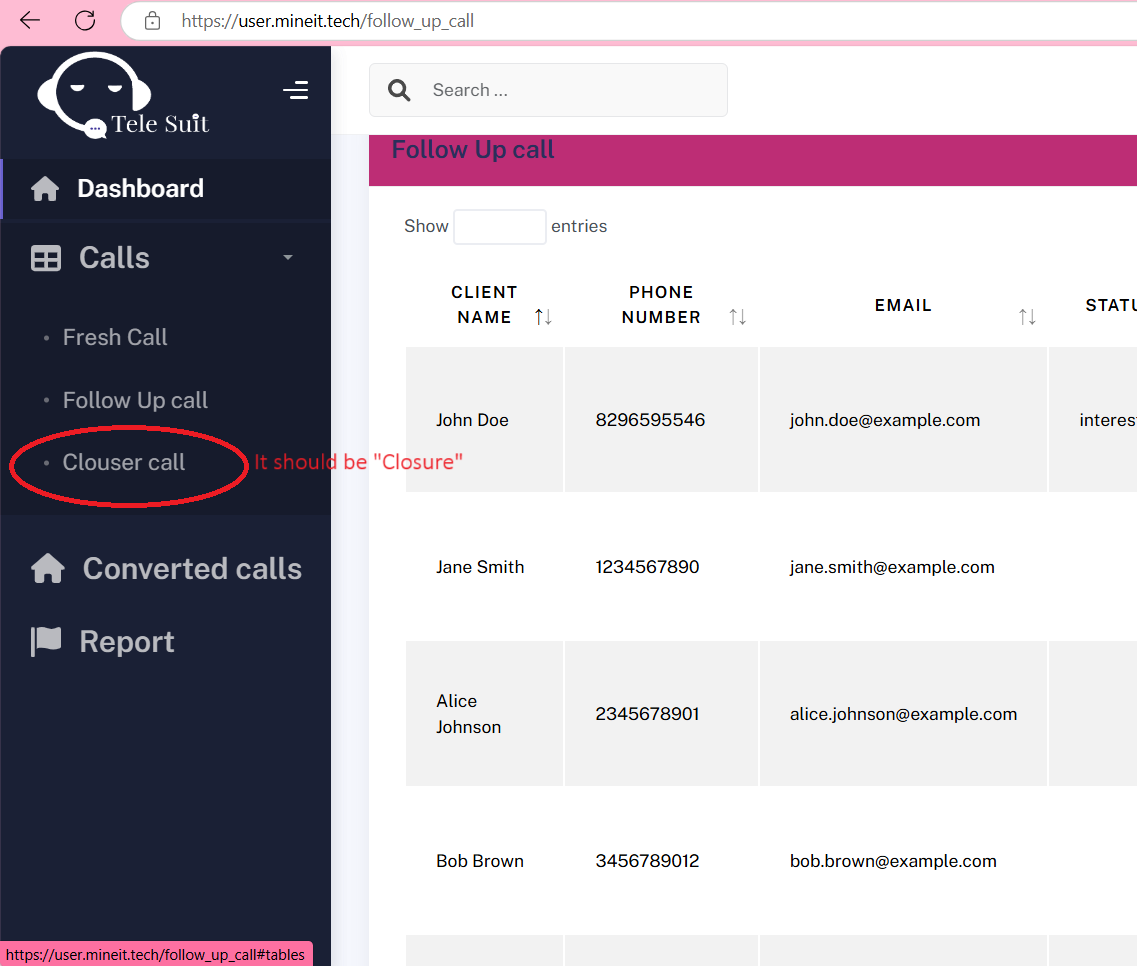 https://user.mineit.tech/follow_up_call
Tele Suit
Search ...
Dashboard
Calls
Fresh Call
Follow Up call
Clouser call
It should be "Closure"
Converted calls
Report
Follow Up call
Show entries
CLIENT NAME PHONE NUMBER EMAIL STATU
John Doe 8296595546 john.doe@example.com interes
Jane Smith 1234567890 jane.smith@example.com
Alice Johnson 2345678901 alice.johnson@example.com
Bob Brown 3456789012 bob.brown@example.com
https://user.mineit.tech/follow_up_call#tables